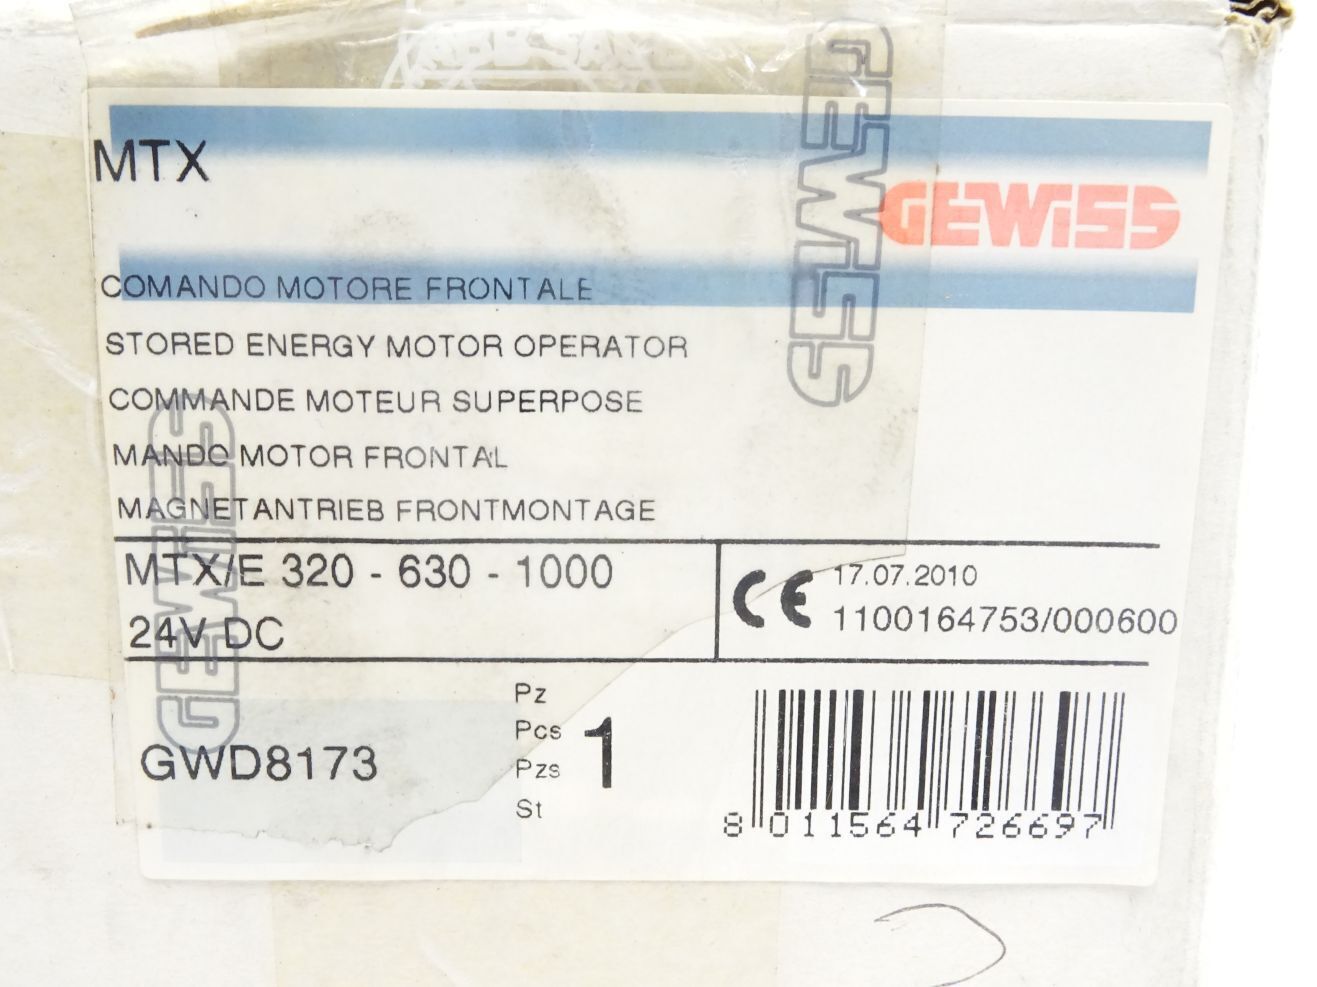 MTX
GEWiSS
COMANDO MOTORE FRONTALE
STORED ENERGY MOTOR OPERATOR
COMMANDE MOTEUR SUPERPOSE
MANDO MOTOR FRONTAL
MAGNETANTRIEB FRONTMONTAGE
MTX/E 320 - 630 - 1000
24V DC
CE
17.07.2010
1100164753/000600
GWD8173
Pz
Pcs
Pzs
St
1
8 011564 726697
GEWiSS
GEWiSS